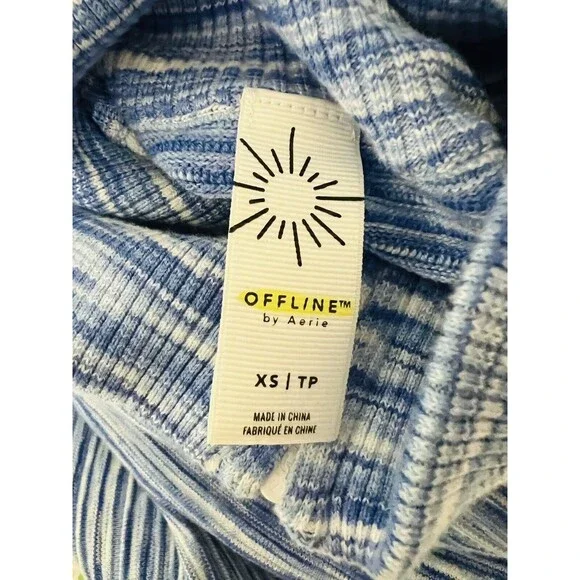 OFFLINE™
by Aerie
XS | TP
MADE IN CHINA
FABRIQUÉ EN CHINE